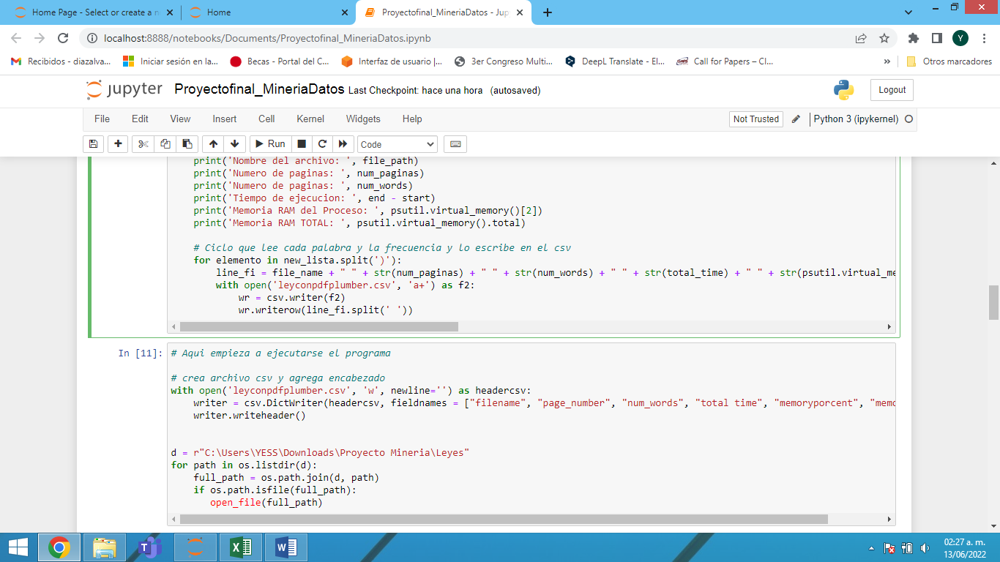 Home Page - Select or create a n
Home
Proyectofinal_MineriaDatos - Jup
localhost:8888/notebooks/Documents/Proyectofinal_MineriaDatos.ipynb
Y
Recibidos - diazalva...
Iniciar sesión en la...
Becas - Portal del C...
Interfaz de usuario |...
3er Congreso Multi...
DeepL Translate - El...
Call for Papers – Cl...
»
Otros marcadores
jupyter Proyectofinal_MineriaDatos Last Checkpoint: hace una hora (autosaved)
Logout
File Edit View Insert Cell Kernel Widgets Help
Not Trusted
Python 3 (ipykernel)
Run
Code
print('Nombre del archivo: ', file_path)
print('Numero de paginas: ', num_paginas)
print('Numero de paginas: ', num_words)
print('Tiempo de ejecucion: ', end - start)
print('Memoria RAM del Proceso: ', psutil.virtual_memory()[2])
print('Memoria RAM TOTAL: ', psutil.virtual_memory().total)
# Ciclo que lee cada palabra y la frecuencia y lo escribe en el csv
for elemento in new_lista.split(')'):
line_fi = file_name + " " + str(num_paginas) + " " + str(num_words) + " " + str(total_time) + " " + str(psutil.virtual_me
with open('leyconpdfplumber.csv', 'a+') as f2:
wr = csv.writer(f2)
wr.writerow(line_fi.split(' '))
In [11]:
# Aqui empieza a ejecutarse el programa
# crea archivo csv y agrega encabezado
with open('leyconpdfplumber.csv', 'w', newline='') as headercsv:
writer = csv.DictWriter(headercsv, fieldnames = ["filename", "page_number", "num_words", "total time", "memoryporcent", "memo
writer.writeheader()
d = r"C:\Users\YESS\Downloads\Proyecto Mineria\Leyes"
for path in os.listdir(d):
full_path = os.path.join(d, path)
if os.path.isfile(full_path):
open_file(full_path)
02:27 a. m.
13/06/2022